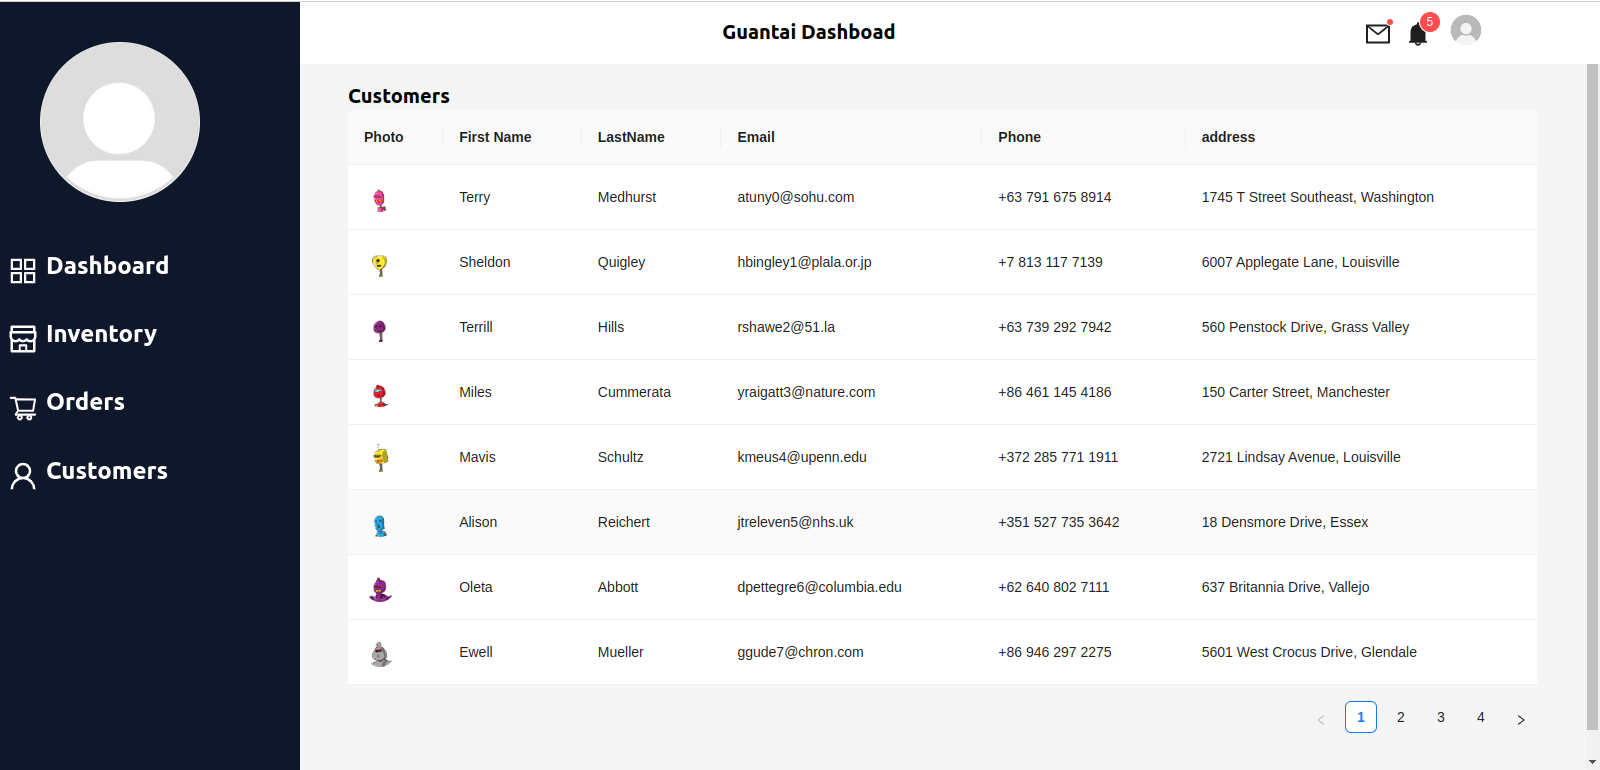 Guantai Dashboad
5
Dashboard
Inventory
Orders
Customers
Customers
Photo First Name LastName Email Phone address
Terry Medhurst atuny0@sohu.com +63 791 675 8914 1745 T Street Southeast, Washington
Sheldon Quigley hbingley1@plala.or.jp +7 813 117 7139 6007 Applegate Lane, Louisville
Terrill Hills rshawe2@51.la +63 739 292 7942 560 Penstock Drive, Grass Valley
Miles Cummerata yraigatt3@nature.com +86 461 145 4186 150 Carter Street, Manchester
Mavis Schultz kmeus4@upenn.edu +372 285 771 1911 2721 Lindsay Avenue, Louisville
Alison Reichert jtreleven5@nhs.uk +351 527 735 3642 18 Densmore Drive, Essex
Oleta Abbott dpettegre6@columbia.edu +62 640 802 7111 637 Britannia Drive, Vallejo
Ewell Mueller ggude7@chron.com +86 946 297 2275 5601 West Crocus Drive, Glendale
< 1 2 3 4 >